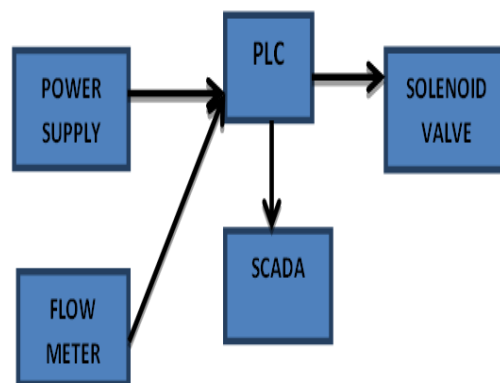 POWER
SUPPLY
PLC
SOLENOID
VALVE
FLOW
METER
SCADA